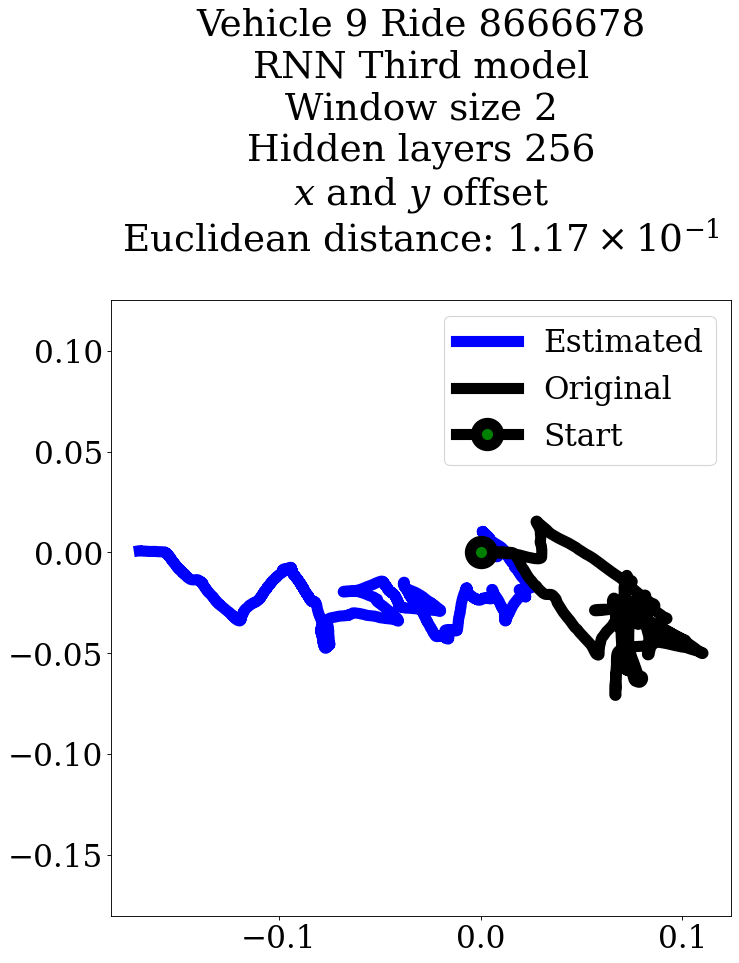 Vehicle 9 Ride 8666678
RNN Third model
Window size 2
Hidden layers 256
x and y offset
Euclidean distance: 1.17 × 10⁻¹
Estimated
Original
Start
0.10
0.05
0.00
−0.05
−0.10
−0.15
−0.1
0.0
0.1